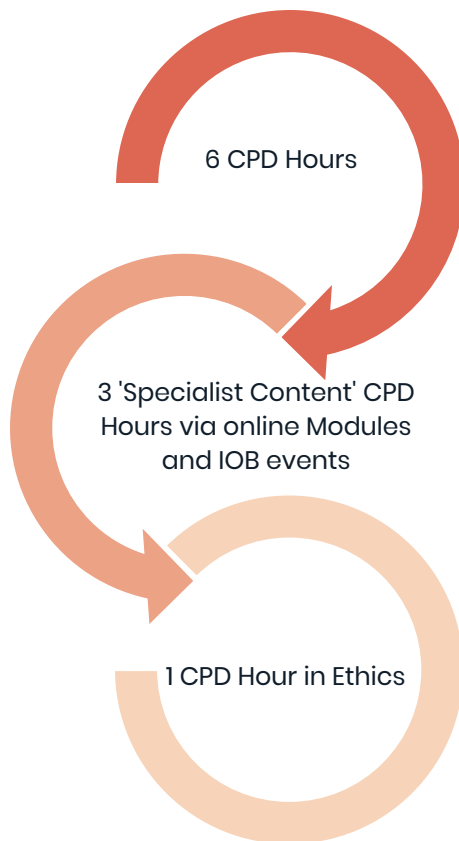 6 CPD Hours
3 'Specialist Content' CPD
Hours via online Modules
and IOB events
1 CPD Hour in Ethics